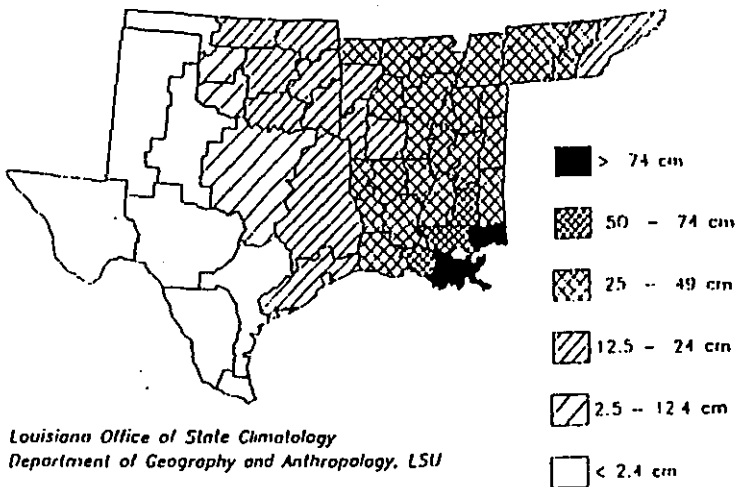 > 74 cm
50 - 74 cm
25 -- 49 cm
12.5 - 24 cm
2.5 -- 12.4 cm
< 2.4 cm
Louisiana Office of State Climatology
Department of Geography and Anthropology, LSU